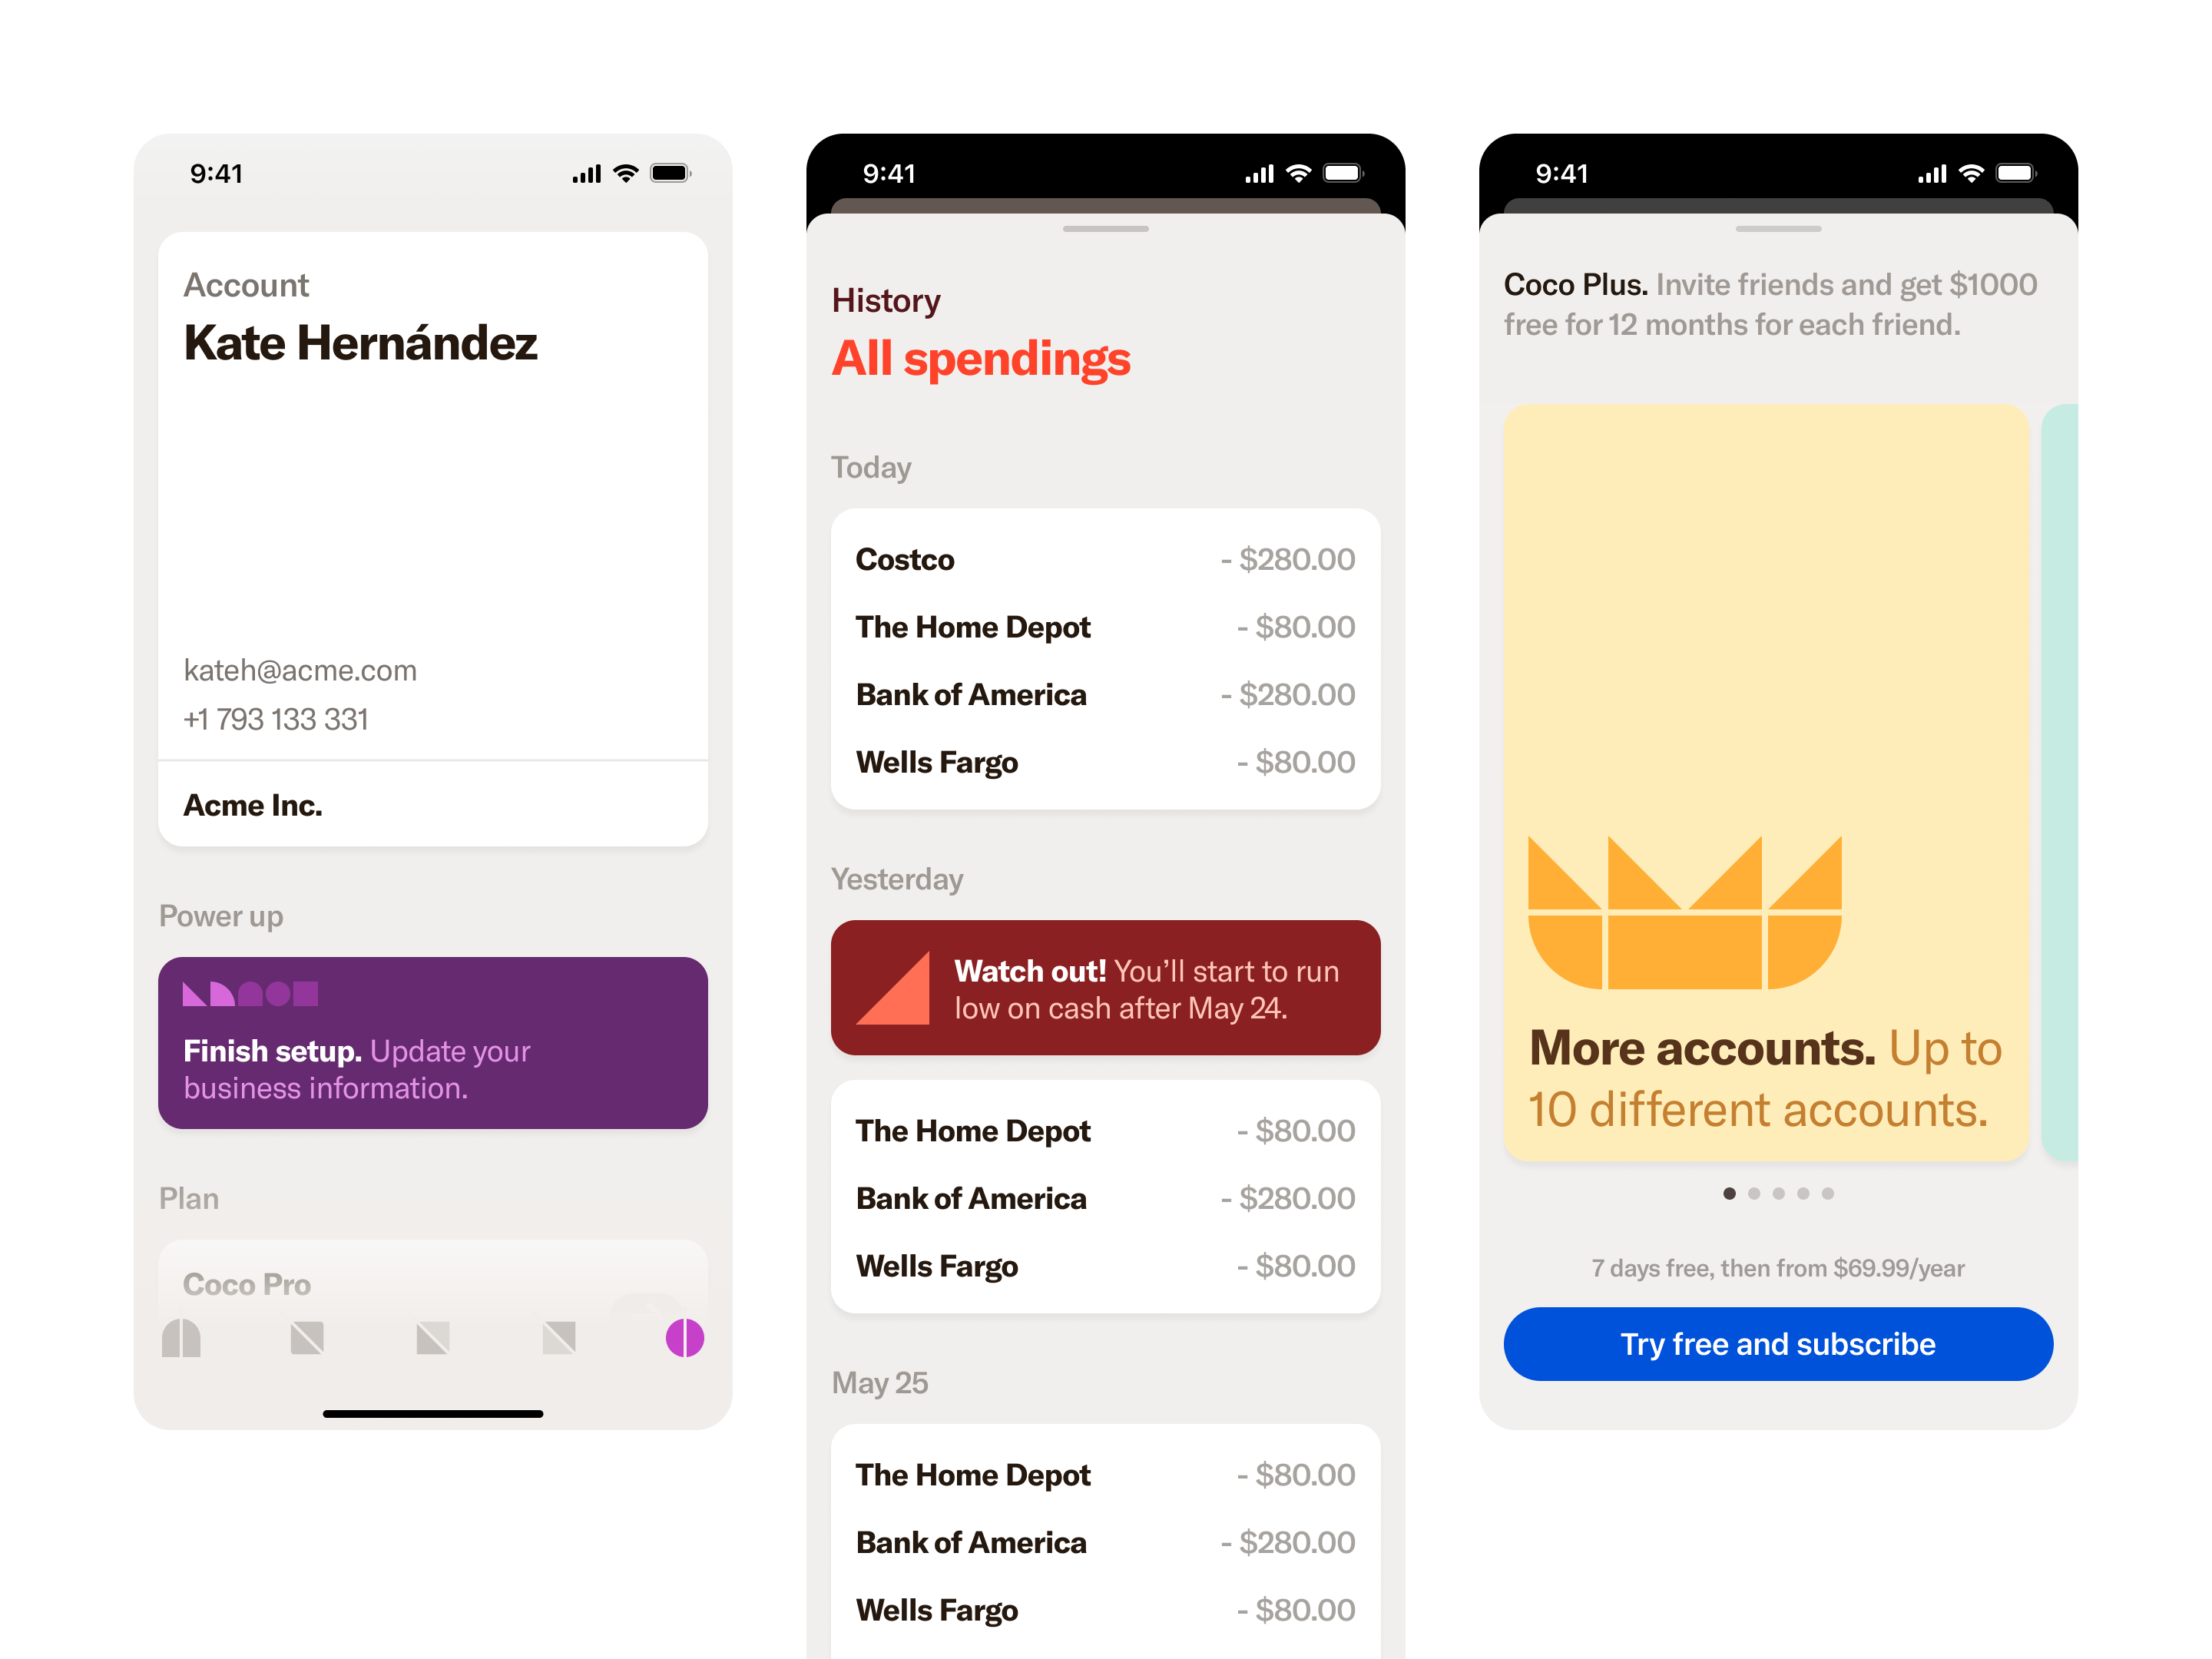 9:41
Account
Kate Hernández
kateh@acme.com
+1 793 133 331
Acme Inc.
Power up
Finish setup. Update your
business information.
Plan
Coco Pro
9:41
History
All spendings
Today
Costco - $280.00
The Home Depot - $80.00
Bank of America - $280.00
Wells Fargo - $80.00
Yesterday
Watch out! You’ll start to run
low on cash after May 24.
The Home Depot - $80.00
Bank of America - $280.00
Wells Fargo - $80.00
May 25
The Home Depot - $80.00
Bank of America - $280.00
Wells Fargo - $80.00
9:41
Coco Plus. Invite friends and get $1000
free for 12 months for each friend.
More accounts. Up to
10 different accounts.
7 days free, then from $69.99/year
Try free and subscribe